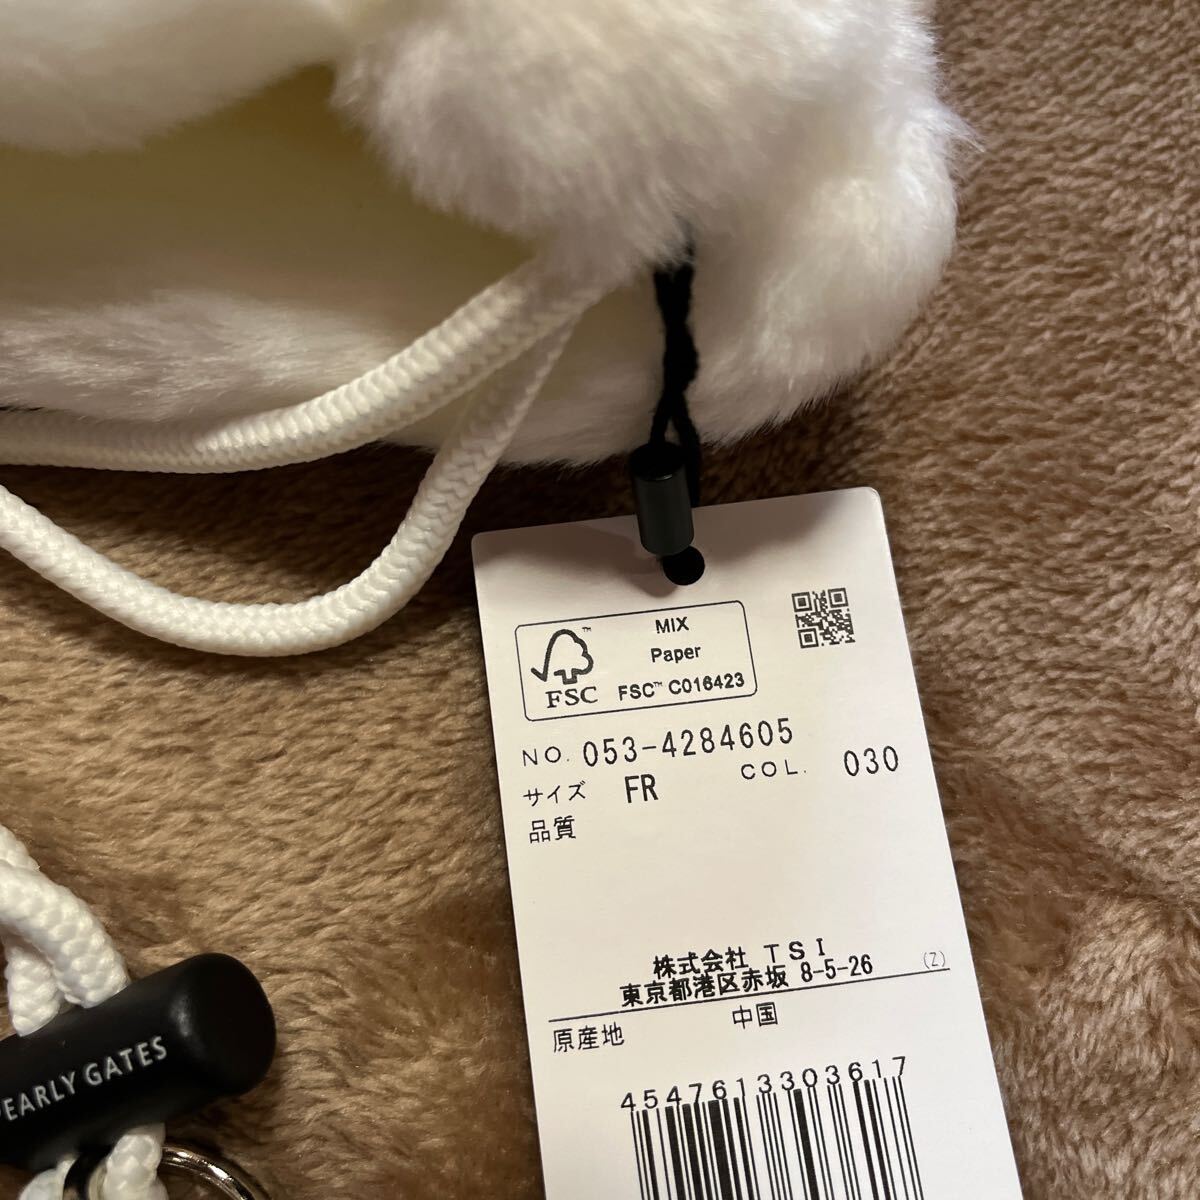 MIX
Paper
FSC™ C016423
FSC
NO. 053-4284605
サイズ FR COL. 030
品質
株式会社 TSI
東京都港区赤坂 8-5-26 (Z)
原産地 中国
4547613303617
PEARLY GATES